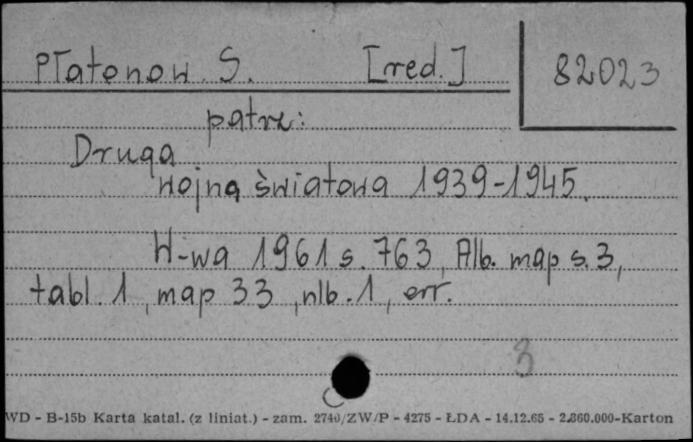 Płatonow S. [red.] 82023
patrz:
Druga
wojna światowa 1939-1945.
W-wa 1961 s. 763, Alb. map s. 3,
tabl. 1, map 33, nlb. 1, err.
3
WD - B-15b Karta katal. (z liniat.) - zam. 2740/ZW/P - 4275 - ŁDA - 14.12.65 - 2.860.000-Karton